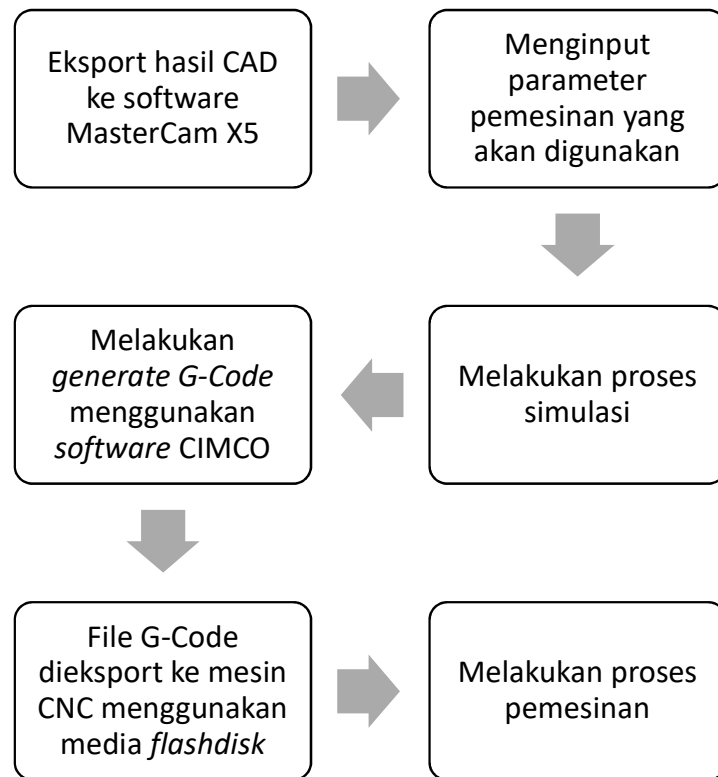 Eksport hasil CAD
ke software
MasterCam X5
Menginput
parameter
pemesinan yang
akan digunakan
Melakukan proses
simulasi
Melakukan
generate G-Code
menggunakan
software CIMCO
File G-Code
dieksport ke mesin
CNC menggunakan
media flashdisk
Melakukan proses
pemesinan